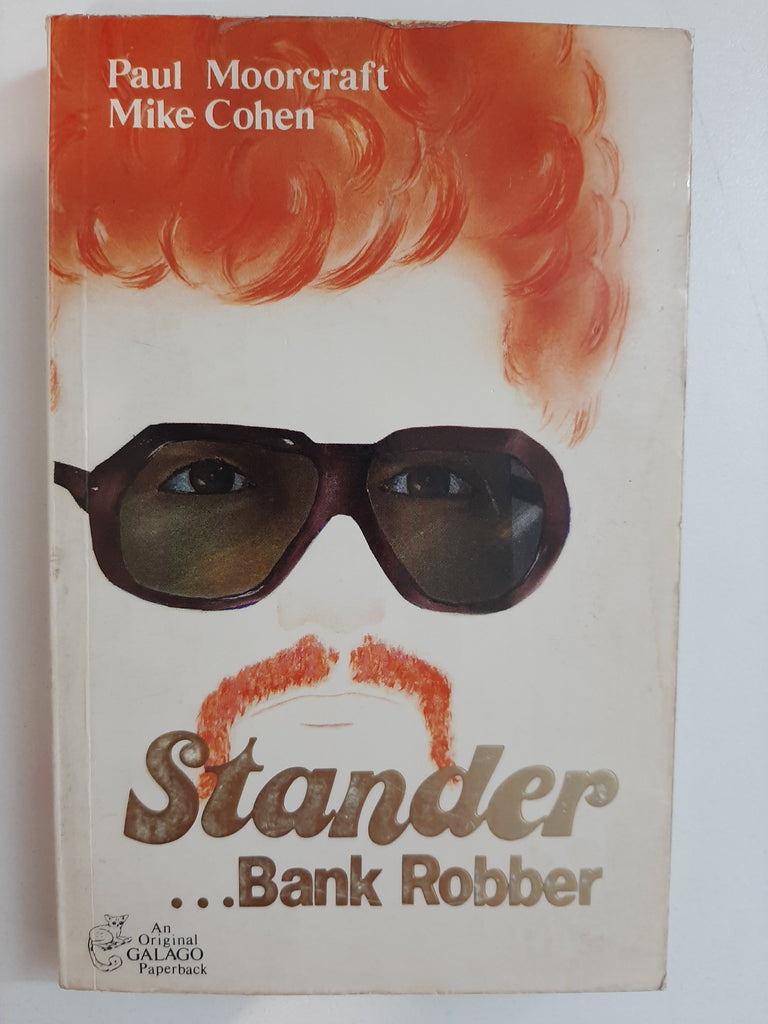 Paul Moorcraft
Mike Cohen
Stander
...Bank Robber
An
Original
GALAGO
Paperback